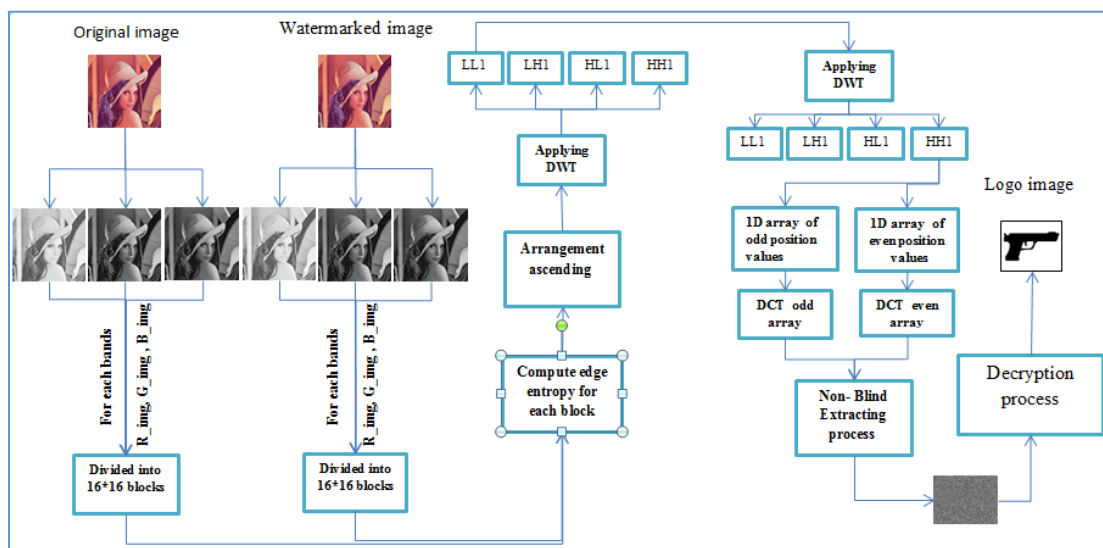 Original image
Watermarked image
For each bands
R_img, G_img , B_img
For each bands
R_img, G_img , B_img
Divided into
16*16 blocks
Divided into
16*16 blocks
Compute edge
entropy for
each block
Arrangement
ascending
Applying
DWT
LL1
LH1
HL1
HH1
Applying
DWT
LL1
LH1
HL1
HH1
1D array of
odd position
values
1D array of
even position
values
DCT odd
array
DCT even
array
Non- Blind
Extracting
process
Decryption
process
Logo image